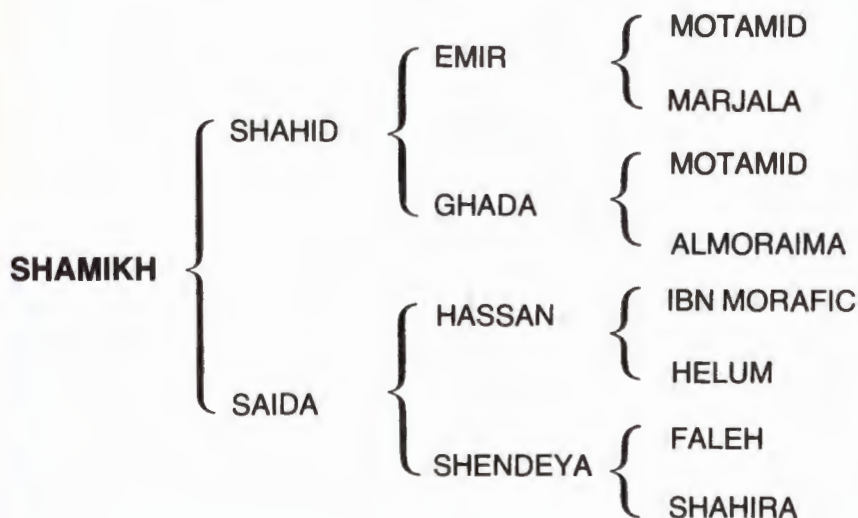 MOTAMID
EMIR
MARJALA
SHAHID
MOTAMID
GHADA
ALMORAIMA
SHAMIKH
IBN MORAFIC
HASSAN
HELUM
SAIDA
FALEH
SHENDEYA
SHAHIRA